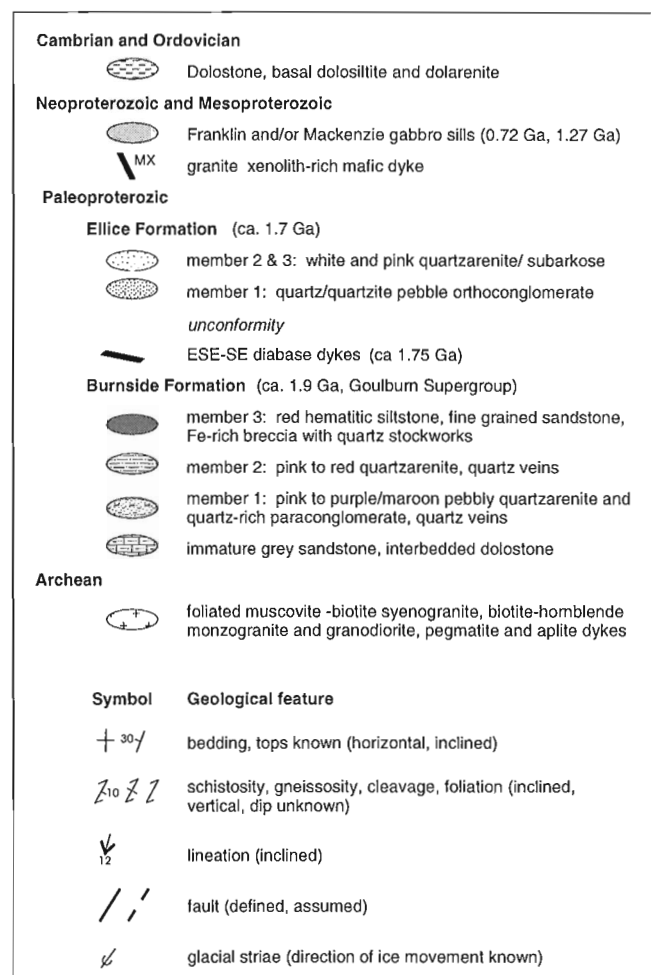 Cambrian and Ordovician
Dolostone, basal dolosiltite and dolarenite
Neoproterozoic and Mesoproterozoic
Franklin and/or Mackenzie gabbro sills (0.72 Ga, 1.27 Ga)
MX granite xenolith-rich mafic dyke
Paleoproterozic
Ellice Formation (ca. 1.7 Ga)
member 2 & 3: white and pink quartzarenite/ subarkose
member 1: quartz/quartzite pebble orthoconglomerate
unconformity
ESE-SE diabase dykes (ca 1.75 Ga)
Burnside Formation (ca. 1.9 Ga, Goulburn Supergroup)
member 3: red hematitic siltstone, fine grained sandstone,
Fe-rich breccia with quartz stockworks
member 2: pink to red quartzarenite, quartz veins
member 1: pink to purple/maroon pebbly quartzarenite and
quartz-rich paraconglomerate, quartz veins
immature grey sandstone, interbedded dolostone
Archean
foliated muscovite -biotite syenogranite, biotite-hornblende
monzogranite and granodiorite, pegmatite and aplite dykes
Symbol Geological feature
30 bedding, tops known (horizontal, inclined)
10 schistosity, gneissosity, cleavage, foliation (inclined,
vertical, dip unknown)
12 lineation (inclined)
fault (defined, assumed)
glacial striae (direction of ice movement known)